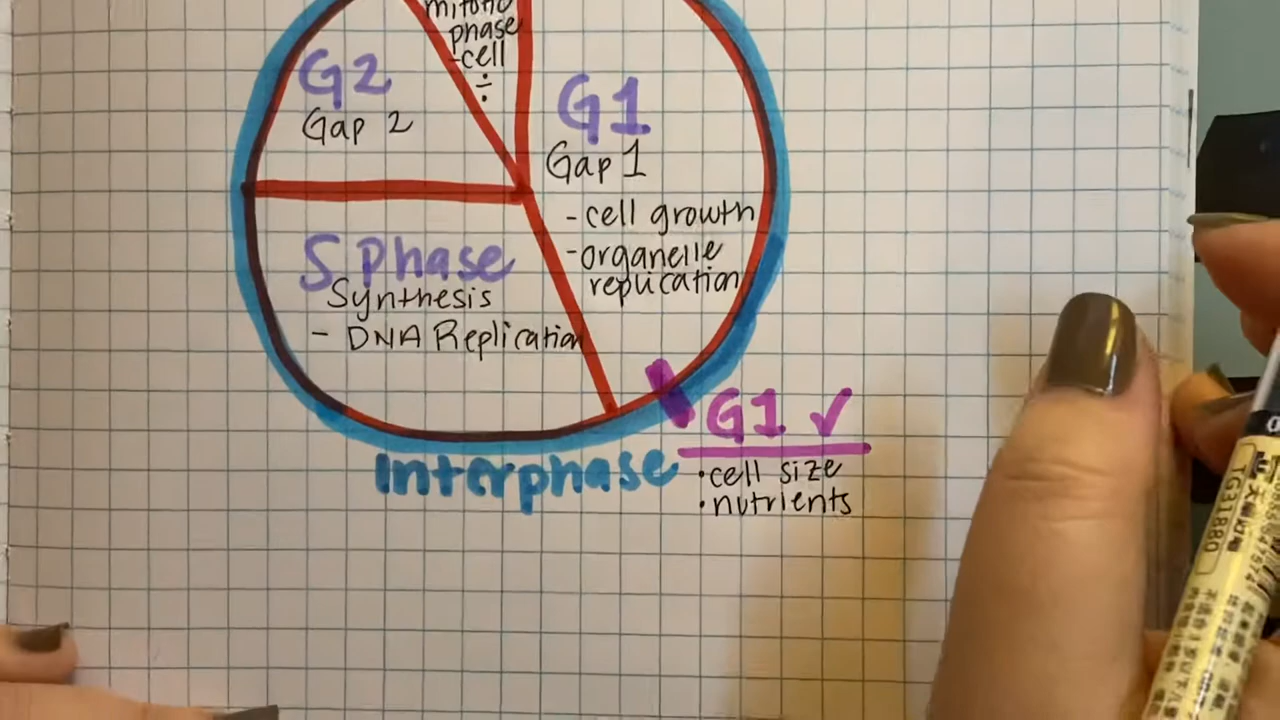 mitotic
phase
-cell
÷
G2
Gap 2
G1
Gap 1
- cell growth
- organelle
replication
S phase
Synthesis
- DNA Replication
G1 ✓
Interphase
• cell size
• nutrients
TG31880